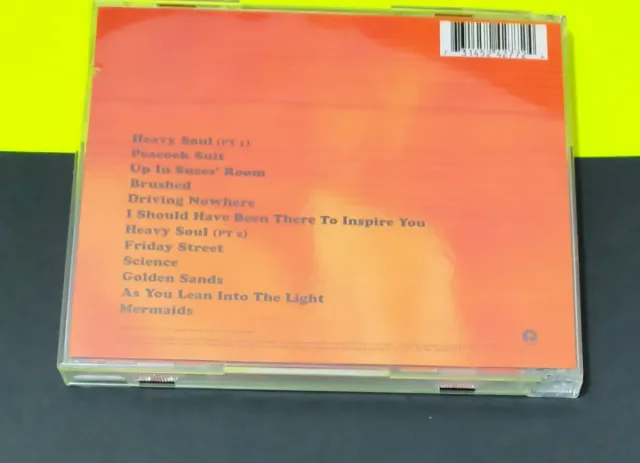 Heavy Soul (PT 1)
Peacock Suit
Up In Suzes' Room
Brushed
Driving Nowhere
I Should Have Been There To Inspire You
Heavy Soul (PT 2)
Friday Street
Science
Golden Sands
As You Lean Into The Light
Mermaids